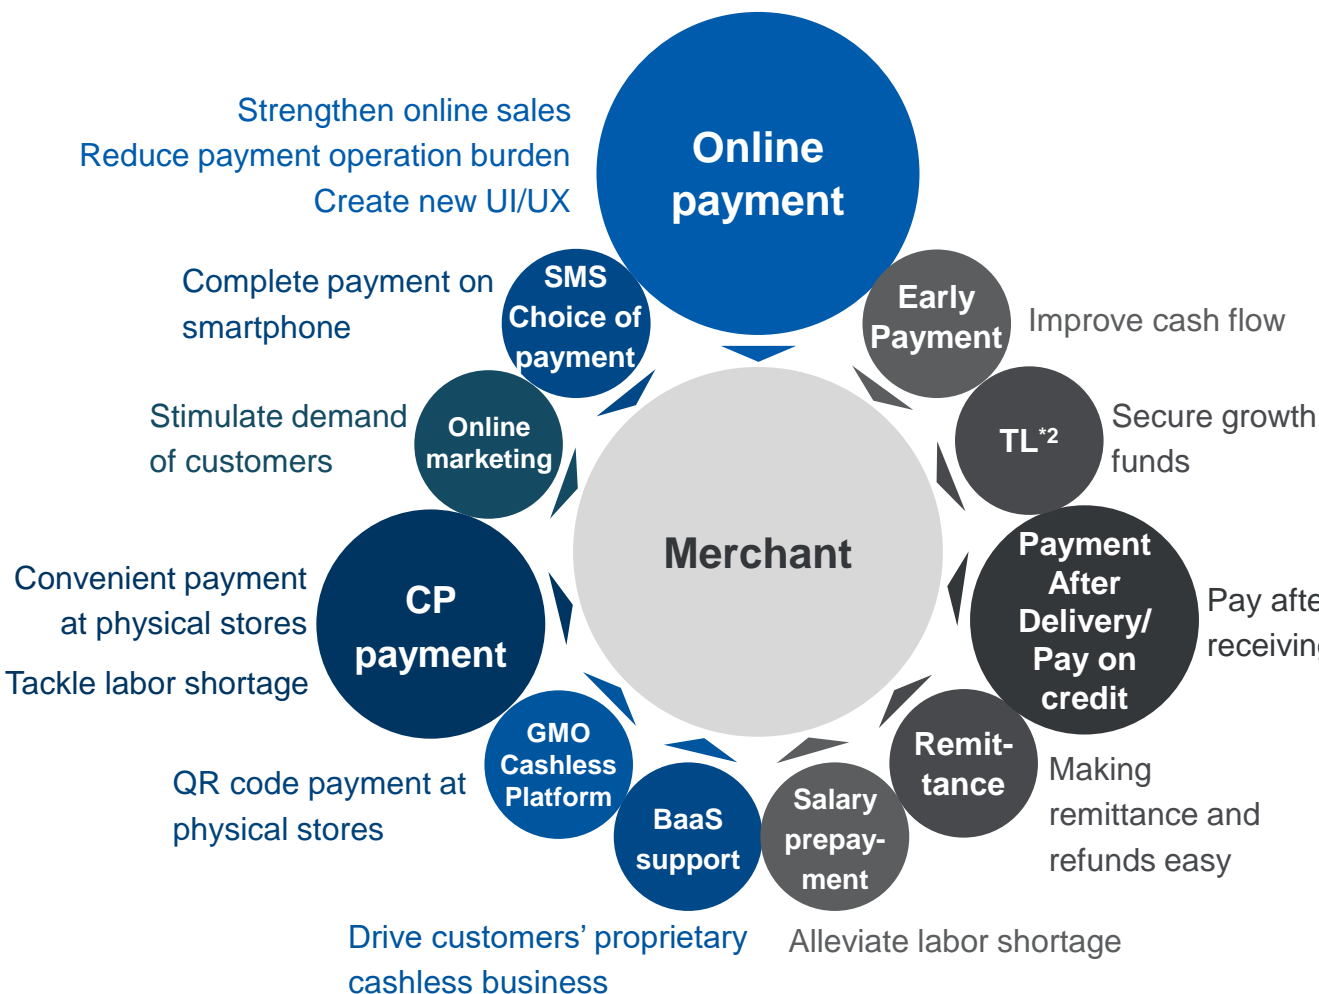 Strengthen online sales
Reduce payment operation burden
Create new UI/UX
Online
payment
Complete payment on
smartphone
SMS
Choice of
payment
Early
Payment
Improve cash flow
Stimulate demand
of customers
Online
marketing
TL*2
Secure growth
funds
Merchant
Convenient payment
at physical stores
Tackle labor shortage
CP
payment
Payment
After
Delivery/
Pay on
credit
Pay
QR code payment at
physical stores
GMO
Cashless
Platform
BaaS
support
Salary
prepay-
ment
Remit-
tance
Making
remittance and
refunds easy
Drive customers’ proprietary
cashless business
Alleviate labor shortage